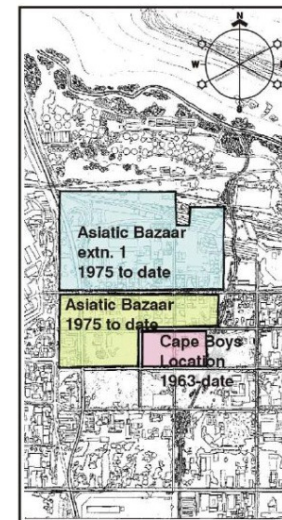 N
W
E
S
Asiatic Bazaar
extn. 1
1975 to date
Asiatic Bazaar
1975 to date
Cape Boys
Location
1963-date